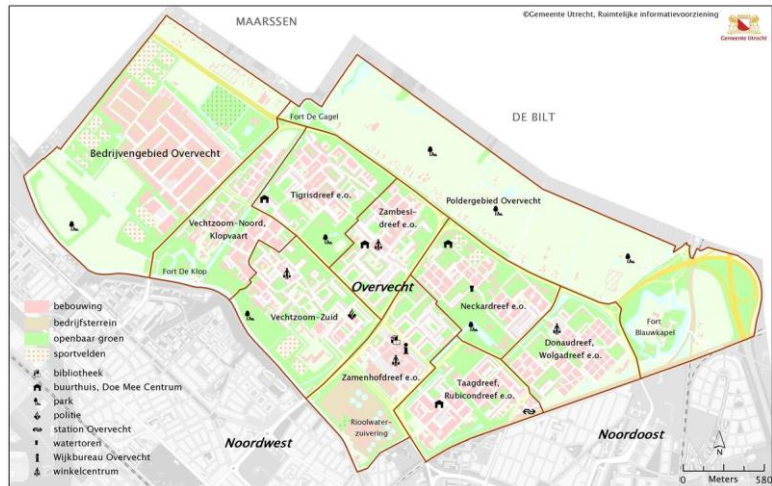 ©Gemeente Utrecht, Ruimtelijke informatievoorziening
Gemeente Utrecht
MAARSSEN
DE BILT
Fort De Gagel
Bedrijvengebied Overvecht
Tigrisdreef e.o.
Poldergebied Overvecht
Zambesi-
dreef e.o.
Vechtzoom-Noord,
Klopvaart
Fort De Klop
Overvecht
Neckardreef e.o.
Vechtzoom-Zuid
Donaudreef,
Wolgadreef e.o.
Fort
Blauwkapel
Zamenhofdreef e.o.
Taagdreef,
Rubicondreef e.o.
Rioolwater-
zuivering
Noordwest
Noordoost
bebouwing
bedrijfsterrein
openbaar groen
sportvelden
bibliotheek
buurthuis, Doe Mee Centrum
park
politie
station Overvecht
watertoren
Wijkbureau Overvecht
winkelcentrum
N
0 Meters 580